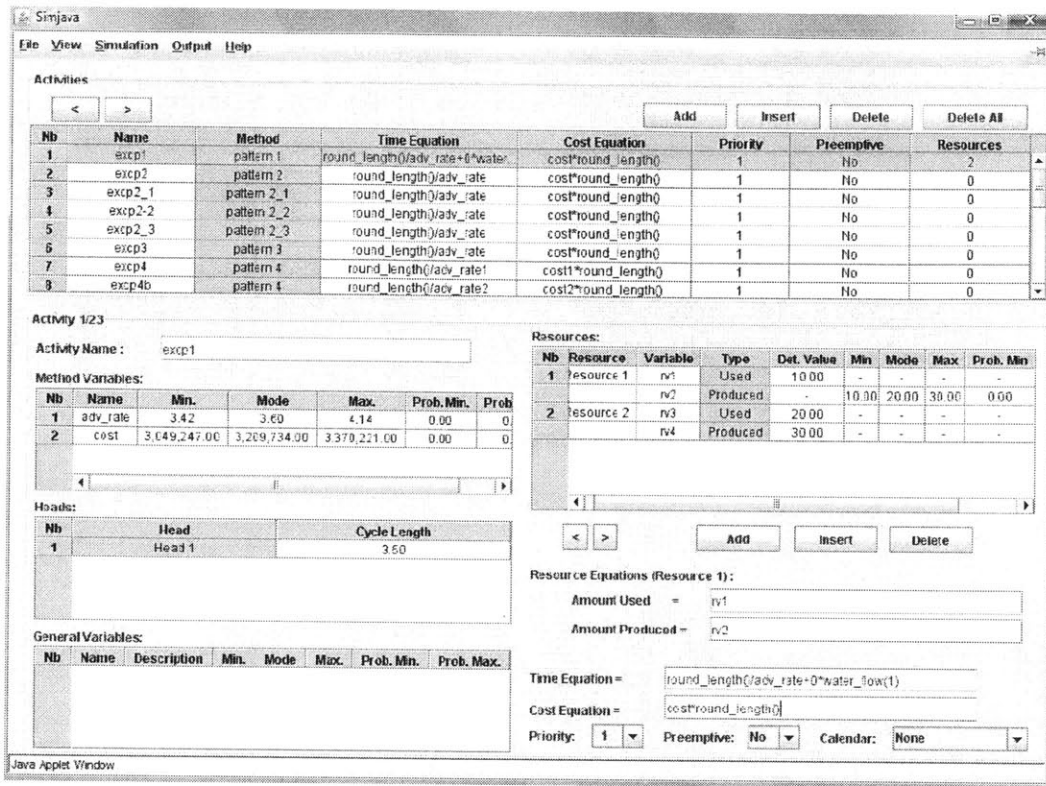 Simjava
File View Simulation Output Help
Activities
< > Add Insert Delete Delete All
Nb Name Method Time Equation Cost Equation Priority Preemptive Resources
1 excp1 pattern 1 round_length()/adv_rate+0*water. cost*round_length() 1 No 2
2 excp2 pattern 2 round_length()/adv_rate cost*round_length() 1 No 0
3 excp2_1 pattern 2_1 round_length()/adv_rate cost*round_length() 1 No 0
4 excp2-2 pattern 2_2 round_length()/adv_rate cost*round_length() 1 No 0
5 excp2_3 pattern 2_3 round_length()/adv_rate cost*round_length() 1 No 0
6 excp3 pattern 3 round_length()/adv_rate cost*round_length() 1 No 0
7 excp4 pattern 4 round_length()/adv_rate1 cost1*round_length() 1 No 0
8 excp4b pattern 4 round_length()/adv_rate2 cost2*round_length() 1 No 0
Activity 1/23
Activity Name : excp1
Method Variables:
Nb Name Min. Mode Max. Prob. Min. Prob
1 adv_rate 3.42 3.60 4.14 0.00 0.
2 cost 3,049,247.00 3,209,734.00 3,370,221.00 0.00 0.
Heads:
Nb Head Cycle Length
1 Head 1 3.50
General Variables:
Nb Name Description Min. Mode Max. Prob. Min. Prob. Max.
Resources:
Nb Resource Variable Type Det. Value Min Mode Max Prob. Min
1 esource 1 rv1 Used 10.00 - - - -
rv2 Produced - 10.00 20.00 30.00 0.00
2 esource 2 rv3 Used 20.00 - - - -
rv4 Produced 30.00 - - - -
< > Add Insert Delete
Resource Equations (Resource 1) :
Amount Used = rv1
Amount Produced = rv2
Time Equation = round_length()/adv_rate+0*water_flow(1)
Cost Equation = cost*round_length()
Priority: 1 Preemptive: No Calendar: None
Java Applet Window